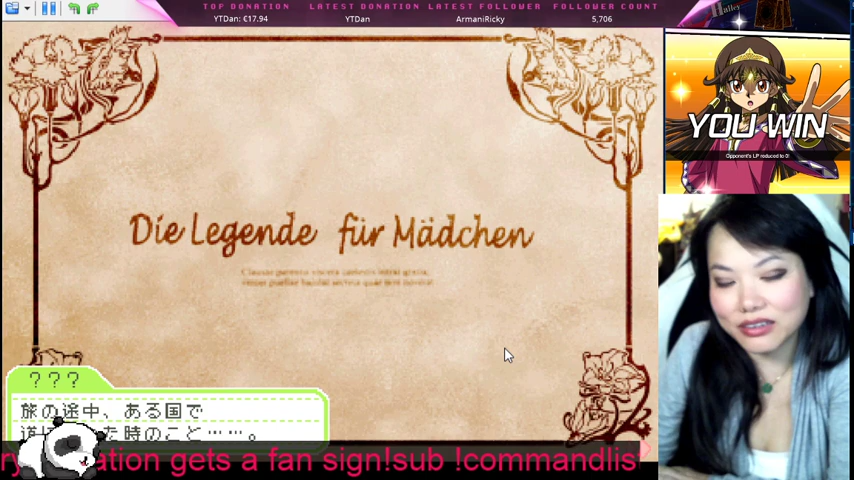 TOP DONATION LATEST DONATION LATEST FOLLOWER FOLLOWER COUNT
YTDan: €17.94 YTDan ArmaniRicky 5,706
Halley
YOU WIN
Opponent's LP reduced to 0!
Die Legende für Mädchen
???
旅の途中、ある国で
時のこと……。
gets a fan sign!sub !commandlis